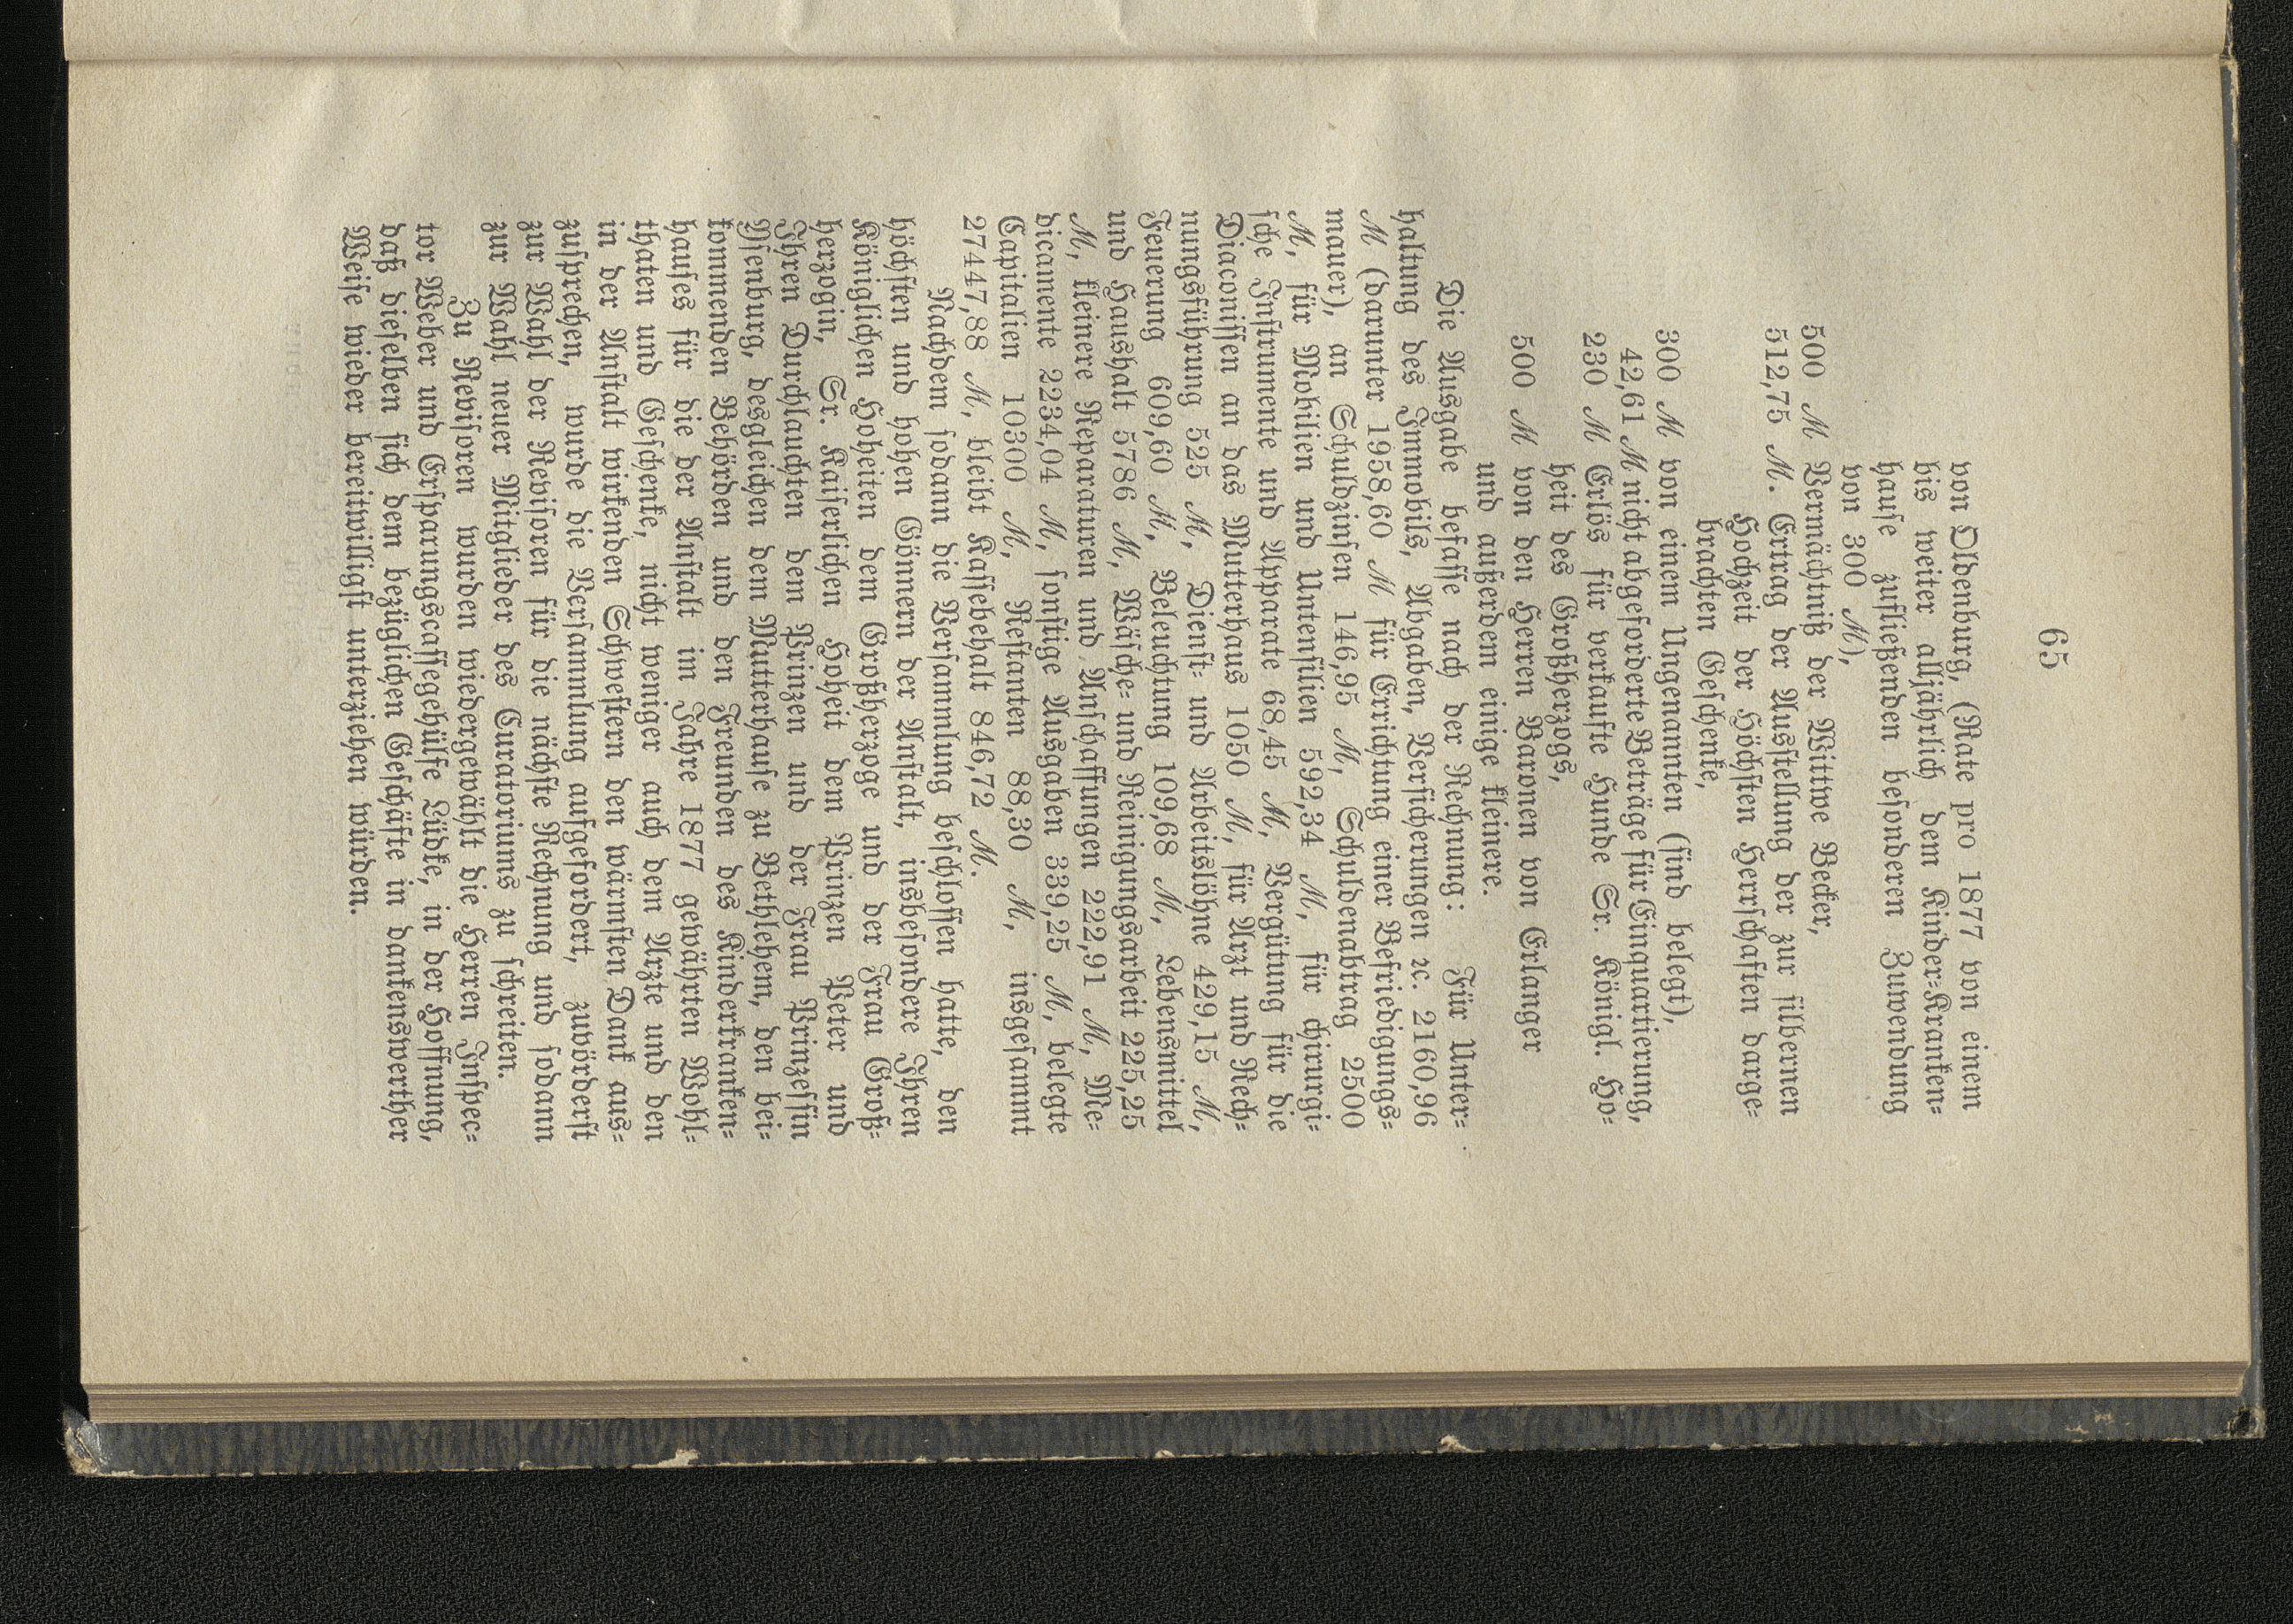 65
von Oldenburg, (Rate pro 1877 von einem
bis weiter alljährlich dem Kinder-Kranken-
hause zufließenden besonderen Zuwendung
von 300 M),
500 M Vermächtniß der Wittwe Becker,
512,75 M. Ertrag der Ausstellung der zur silbernen
Hochzeit der Höchsten Herrschaften darge-
brachten Geschenke,
300 M von einem Ungenannten (sind belegt),
42,61 M nicht abgeforderte Beträge für Einquartierung,
230 M Erlös für verkaufte Hunde Sr. Königl. Ho-
heit des Großherzogs,
500 M von den Herren Baronen von Erlanger
und außerdem einige kleinere.
Die Ausgabe befasse nach der Rechnung: Für Unter-
haltung des Immobils, Abgaben, Versicherungen ꝛc. 2160,96
M (darunter 1958,60 M für Errichtung einer Befriedigungs-
mauer), an Schuldzinsen 146,95 M, Schuldenabtrag 2500
M, für Mobilien und Utensilien 592,34 M, für chirurgi-
sche Instrumente und Apparate 68,45 M, Vergütung für die
Diaconissen an das Mutterhaus 1050 M, für Arzt und Rech-
nungsführung 525 M, Dienst- und Arbeitslöhne 429,15 M,
Feuerung 609,60 M, Beleuchtung 109,68 M, Lebensmittel
und Haushalt 5786 M, Wäsche- und Reinigungsarbeit 225,25
M, kleinere Reparaturen und Anschaffungen 222,91 M, Me-
dicamente 2234,04 M, sonstige Ausgaben 339,25 M, belegte
Capitalien 10300 M, Restanten 88,30 M, insgesammt
27447,88 M, bleibt Kassebehalt 846,72 M.
Nachdem sodann die Versammlung beschlossen hatte, den
höchsten und hohen Gönnern der Anstalt, insbesondere Ihren
Königlichen Hoheiten dem Großherzoge und der Frau Groß-
herzogin, Sr. Kaiserlichen Hoheit dem Prinzen Peter und
Ihren Durchlauchten dem Prinzen und der Frau Prinzessin
Ysenburg, desgleichen dem Mutterhause zu Bethlehem, den bei-
kommenden Behörden und den Freunden des Kinderkranken-
hauses für die der Anstalt im Jahre 1877 gewährten Wohl-
thaten und Geschenke, nicht weniger auch dem Arzte und den
in der Anstalt wirkenden Schwestern den wärmsten Dank aus-
zusprechen, wurde die Versammlung aufgefordert, zuvörderst
zur Wahl der Revisoren für die nächste Rechnung und sodann
zur Wahl neuer Mitglieder des Curatoriums zu schreiten.
Zu Revisoren wurden wiedergewählt die Herren Inspec-
tor Weber und Ersparungscassegehülfe Lübke, in der Hoffnung,
daß dieselben sich dem bezüglichen Geschäfte in dankenswerther
Weise wieder bereitwilligst unterziehen würden.